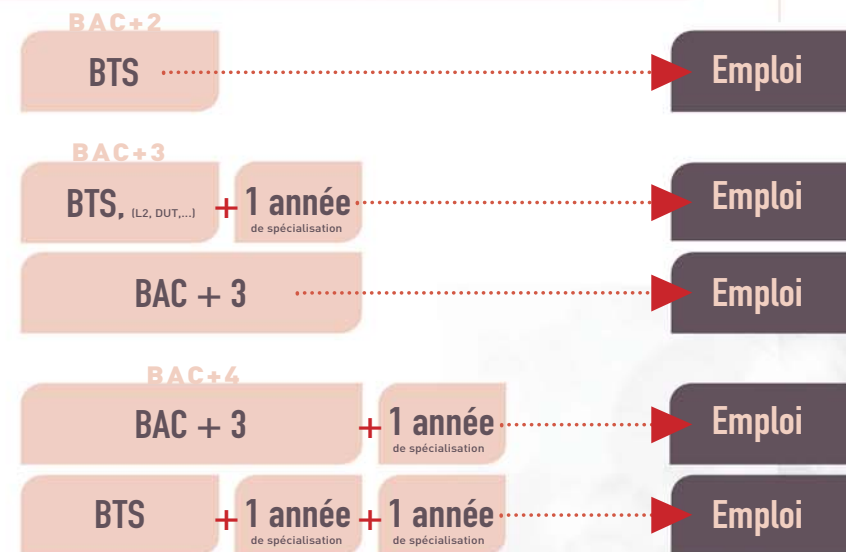 BAC+2
BTS Emploi
BAC+3
BTS, (L2, DUT,...) + 1 année de spécialisation Emploi
BAC + 3 Emploi
BAC+4
BAC + 3 + 1 année de spécialisation Emploi
BTS + 1 année de spécialisation + 1 année de spécialisation Emploi